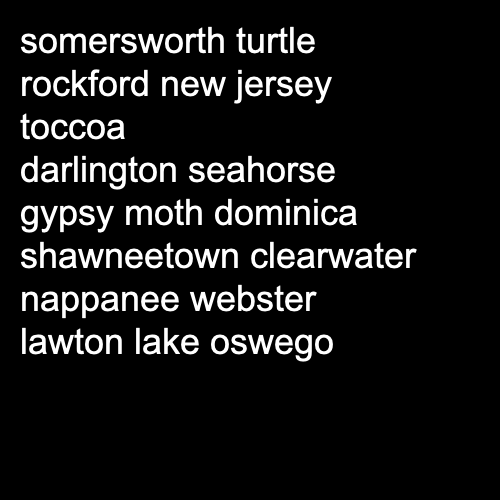 somersworth turtle
rockford new jersey
toccoa
darlington seahorse
gypsy moth dominica
shawneetown clearwater
nappanee webster
lawton lake oswego